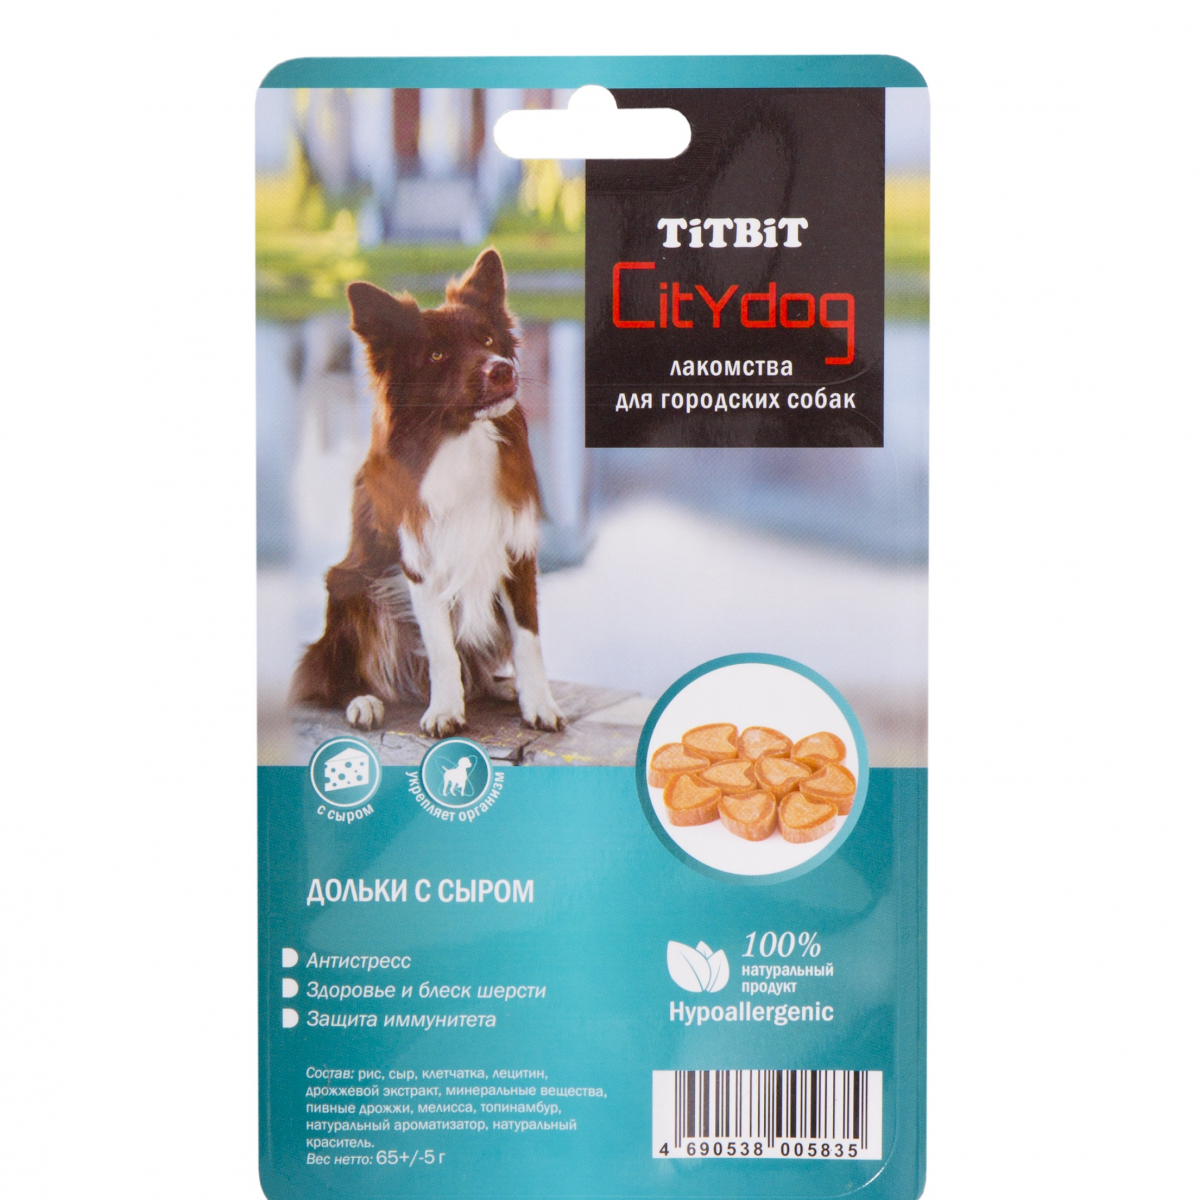 TiTBiT
Citydog
лакомства
для городских собак
с сыром
укрепляет организм
ДОЛЬКИ С СЫРОМ
Антистресс
Здоровье и блеск шерсти
Защита иммунитета
100%
натуральный
продукт
Hypoallergenic
Состав: рис, сыр, клетчатка, лецитин,
дрожжевой экстракт, минеральные вещества,
пивные дрожжи, мелисса, топинамбур,
натуральный ароматизатор, натуральный
краситель.
Вес нетто: 65+/-5 г
4 690538 005835